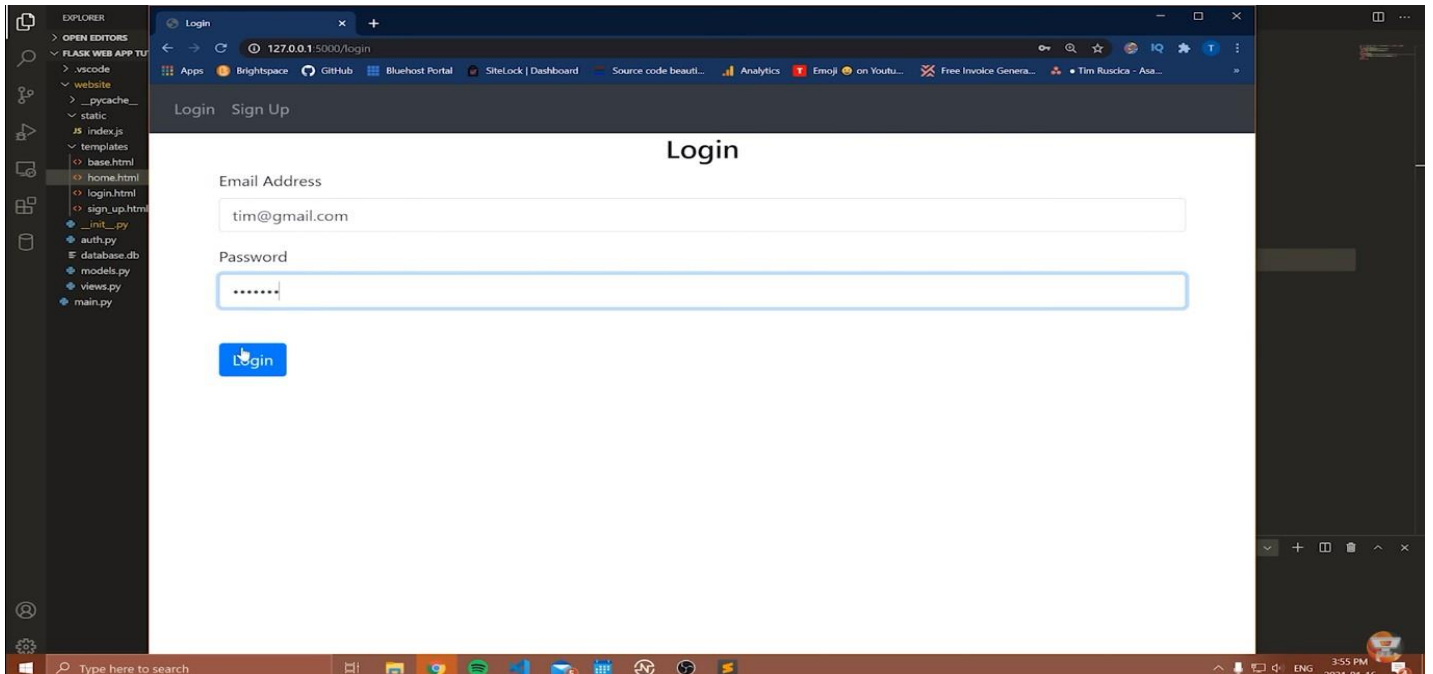 EXPLORER
> OPEN EDITORS
FLASK WEB APP TU
> .vscode
website
> __pycache__
static
JS index.js
templates
<> base.html
<> home.html
<> login.html
<> sign_up.html
__init__.py
auth.py
database.db
models.py
views.py
main.py
Login
127.0.0.1:5000/login
IQ
T
Apps Brightspace GitHub Bluehost Portal SiteLock | Dashboard Source code beauti... Analytics T Emoji on Youtu... Free Invoice Genera... • Tim Ruscica - Asa... »
Login Sign Up
Login
Email Address
tim@gmail.com
Password
•••••••
Login
Type here to search
ENG
3:55 PM